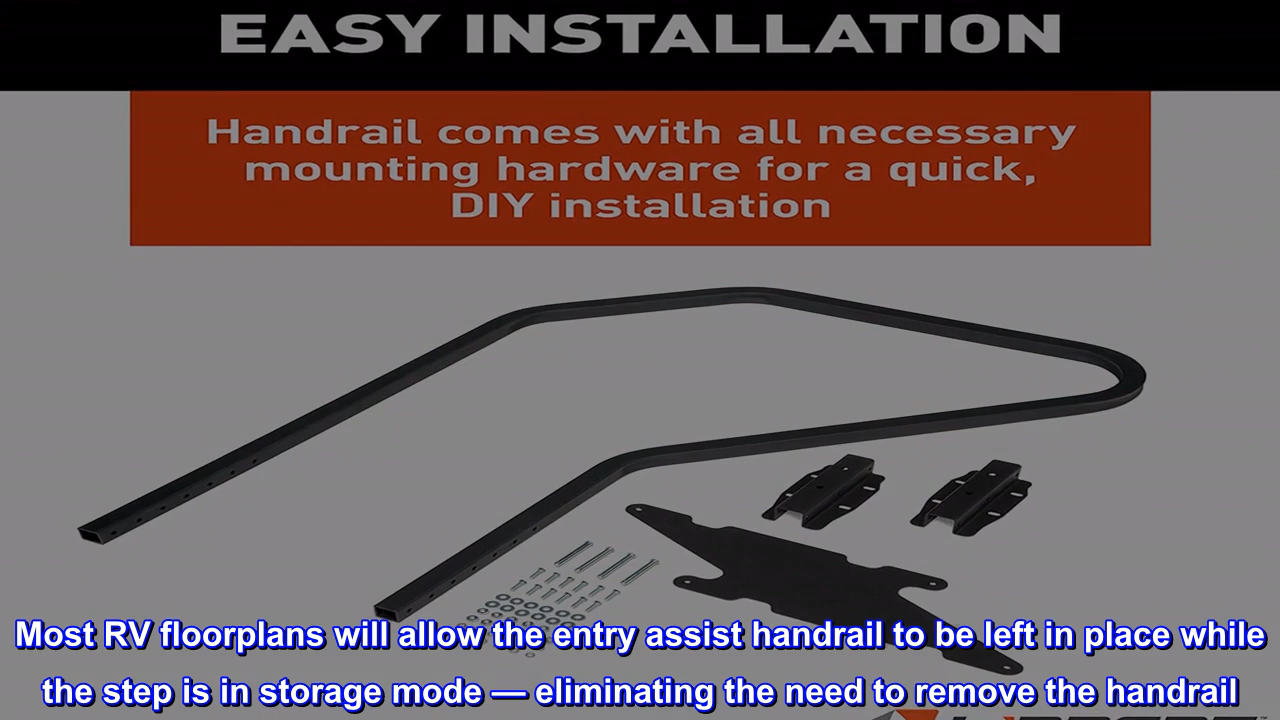 EASY INSTALLATION
Handrail comes with all necessary
mounting hardware for a quick,
DIY installation
Most RV floorplans will allow the entry assist handrail to be left in place while
the step is in storage mode — eliminating the need to remove the handrail